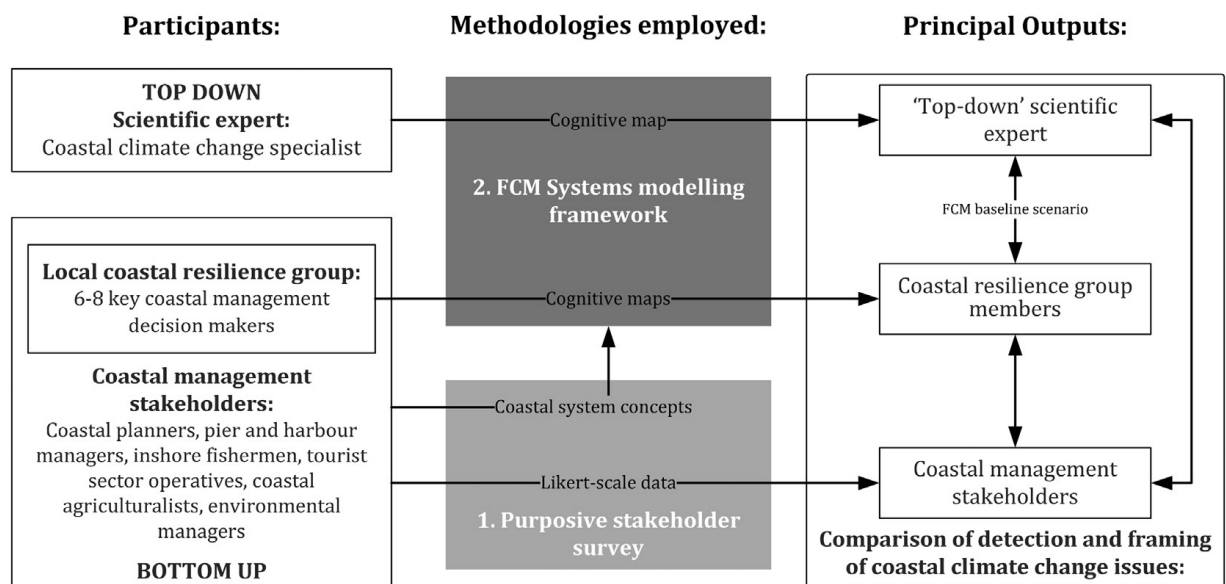 Participants:
Methodologies employed:
Principal Outputs:
TOP DOWN
Scientific expert:
Coastal climate change specialist
Local coastal resilience group:
6-8 key coastal management
decision makers
Coastal management
stakeholders:
Coastal planners, pier and harbour
managers, inshore fishermen, tourist
sector operatives, coastal
agriculturalists, environmental
managers
BOTTOM UP
Cognitive map
2. FCM Systems modelling
framework
Cognitive maps
Coastal system concepts
Likert-scale data
1. Purposive stakeholder
survey
‘Top-down’ scientific
expert
FCM baseline scenario
Coastal resilience group
members
Coastal management
stakeholders
Comparison of detection and framing
of coastal climate change issues: